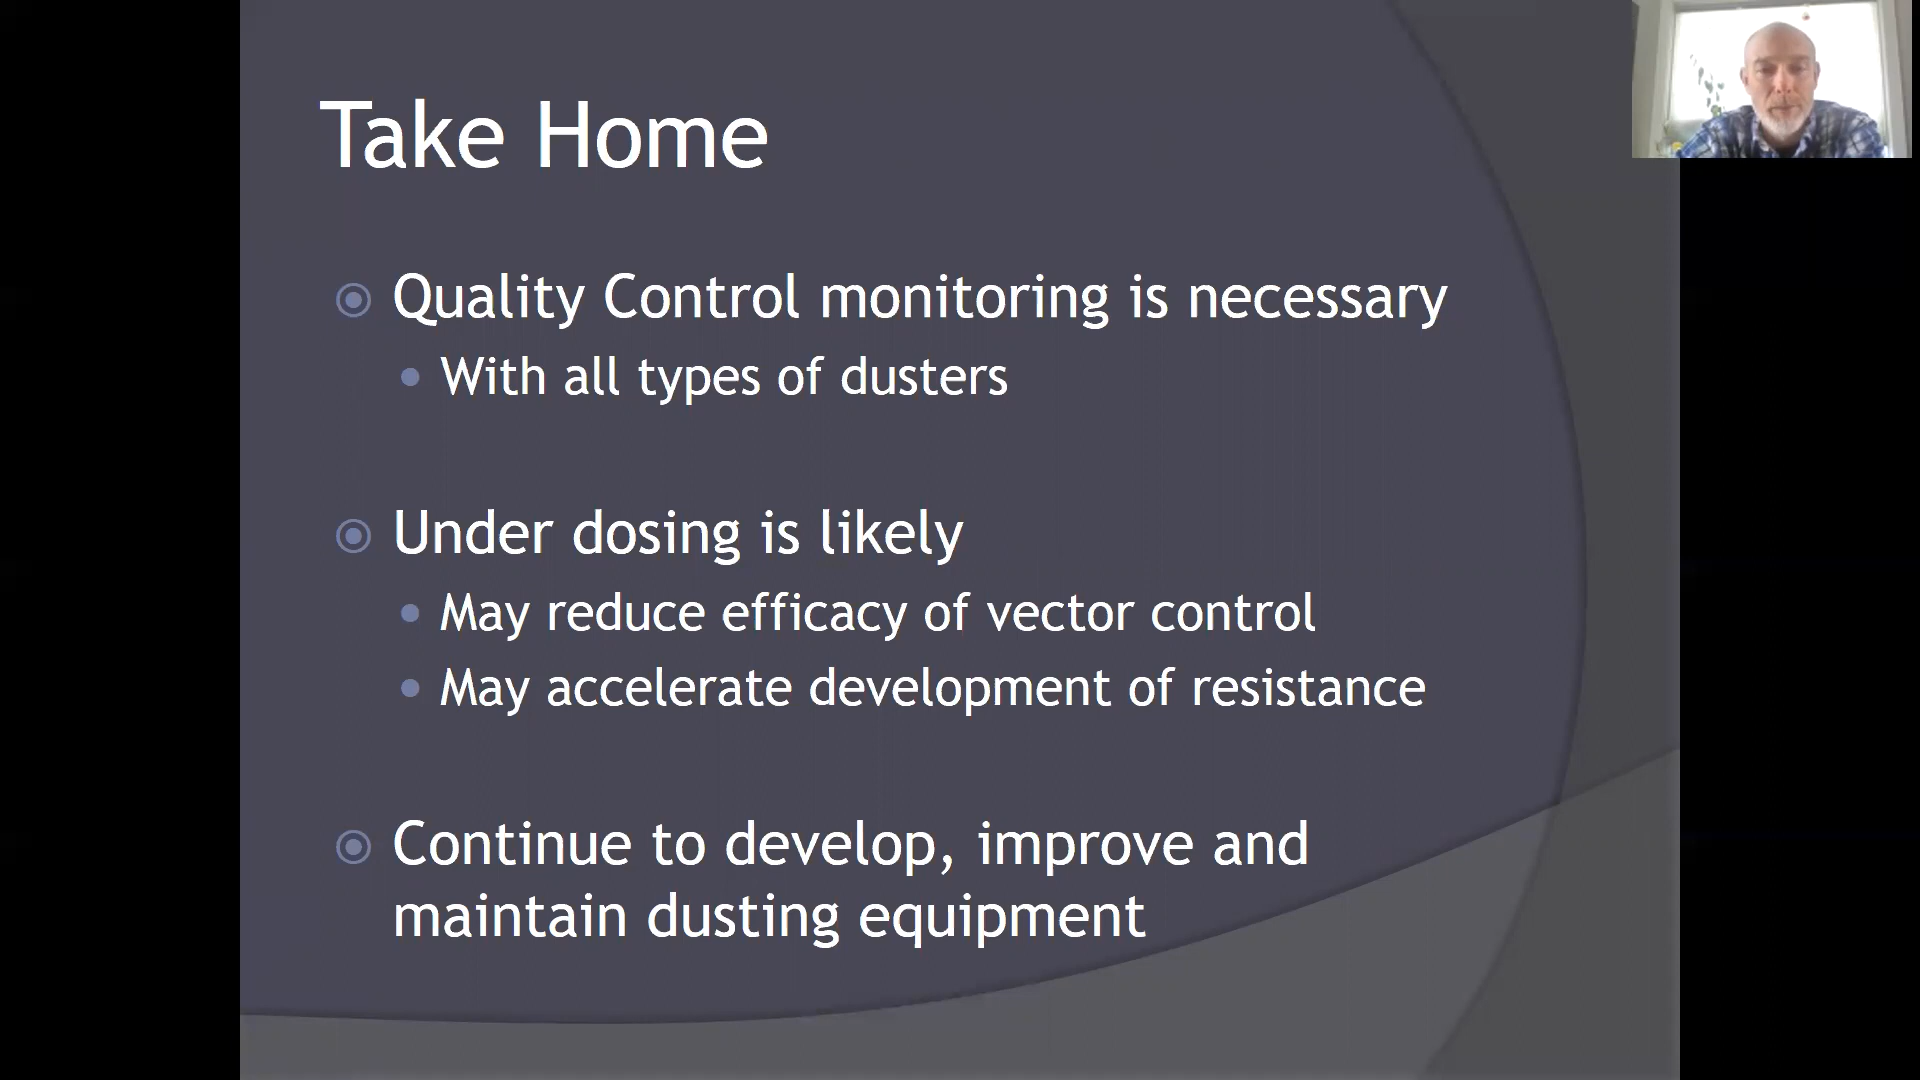 Take Home
Quality Control monitoring is necessary
With all types of dusters
Under dosing is likely
May reduce efficacy of vector control
May accelerate development of resistance
Continue to develop, improve and
maintain dusting equipment